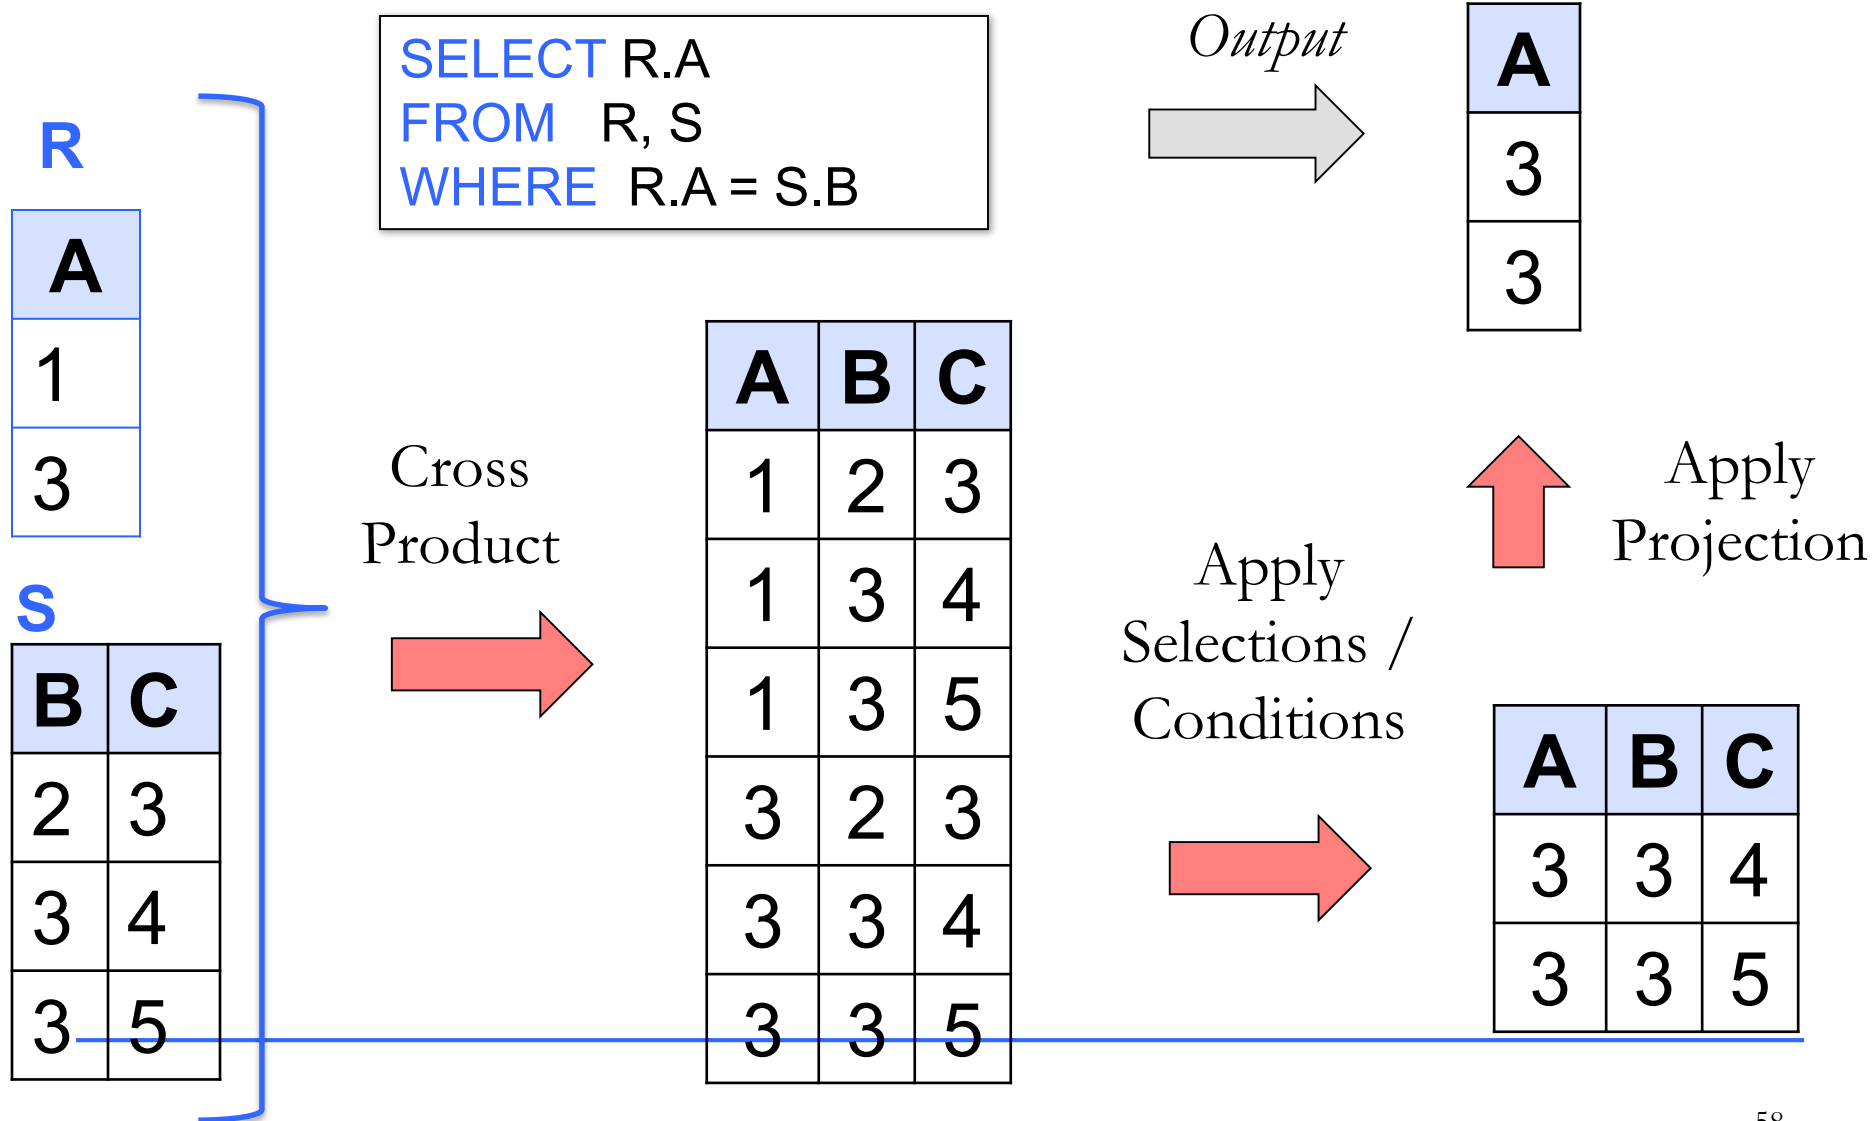 SELECT R.A
FROM R, S
WHERE R.A = S.B
Output
A
3
3
R
A
1
3
S
B C
2 3
3 4
3 5
Cross
Product
A B C
1 2 3
1 3 4
1 3 5
3 2 3
3 3 4
3 3 5
Apply
Selections /
Conditions
Apply
Projection
A B C
3 3 4
3 3 5
58